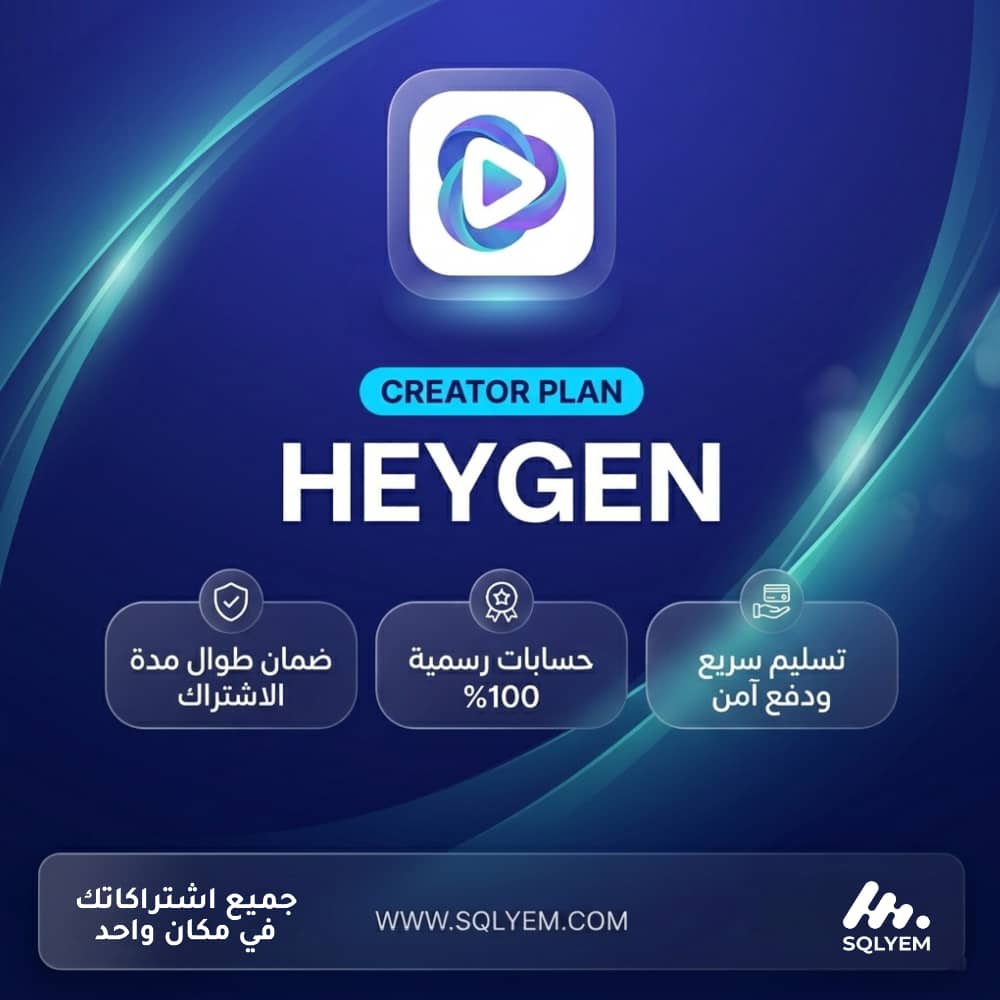 CREATOR PLAN
HEYGEN
تسليم سريع
ودفع آمن
حسابات رسمية
100%
ضمان طوال مدة
الاشتراك
جميع اشتراكاتك
في مكان واحد
WWW.SQLYEM.COM
SQLYEM